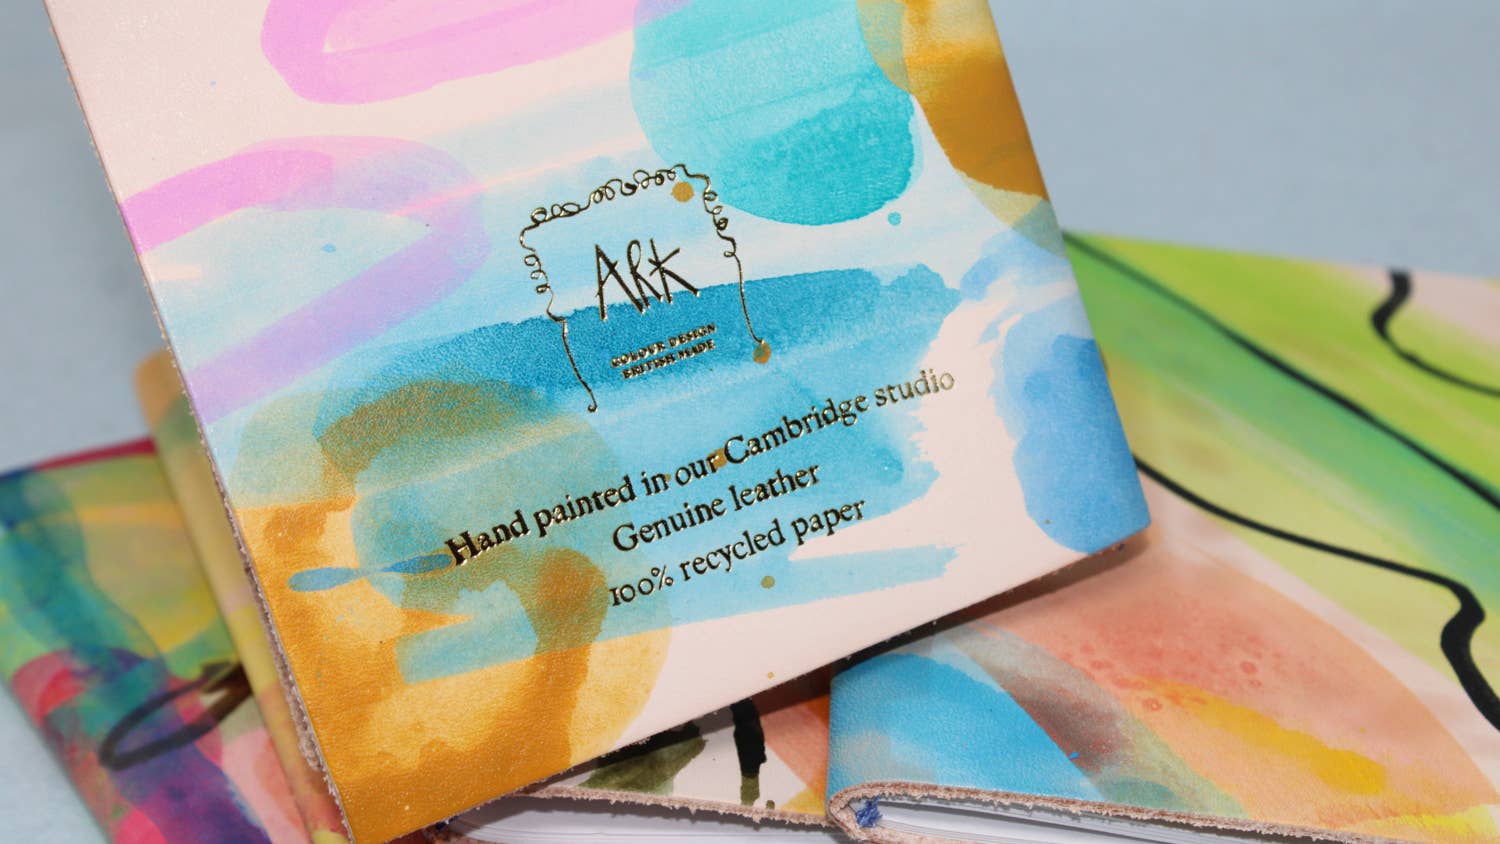 ARK
COLOUR DESIGN
BRITISH MADE
Hand painted in our Cambridge studio
Genuine leather
100% recycled paper